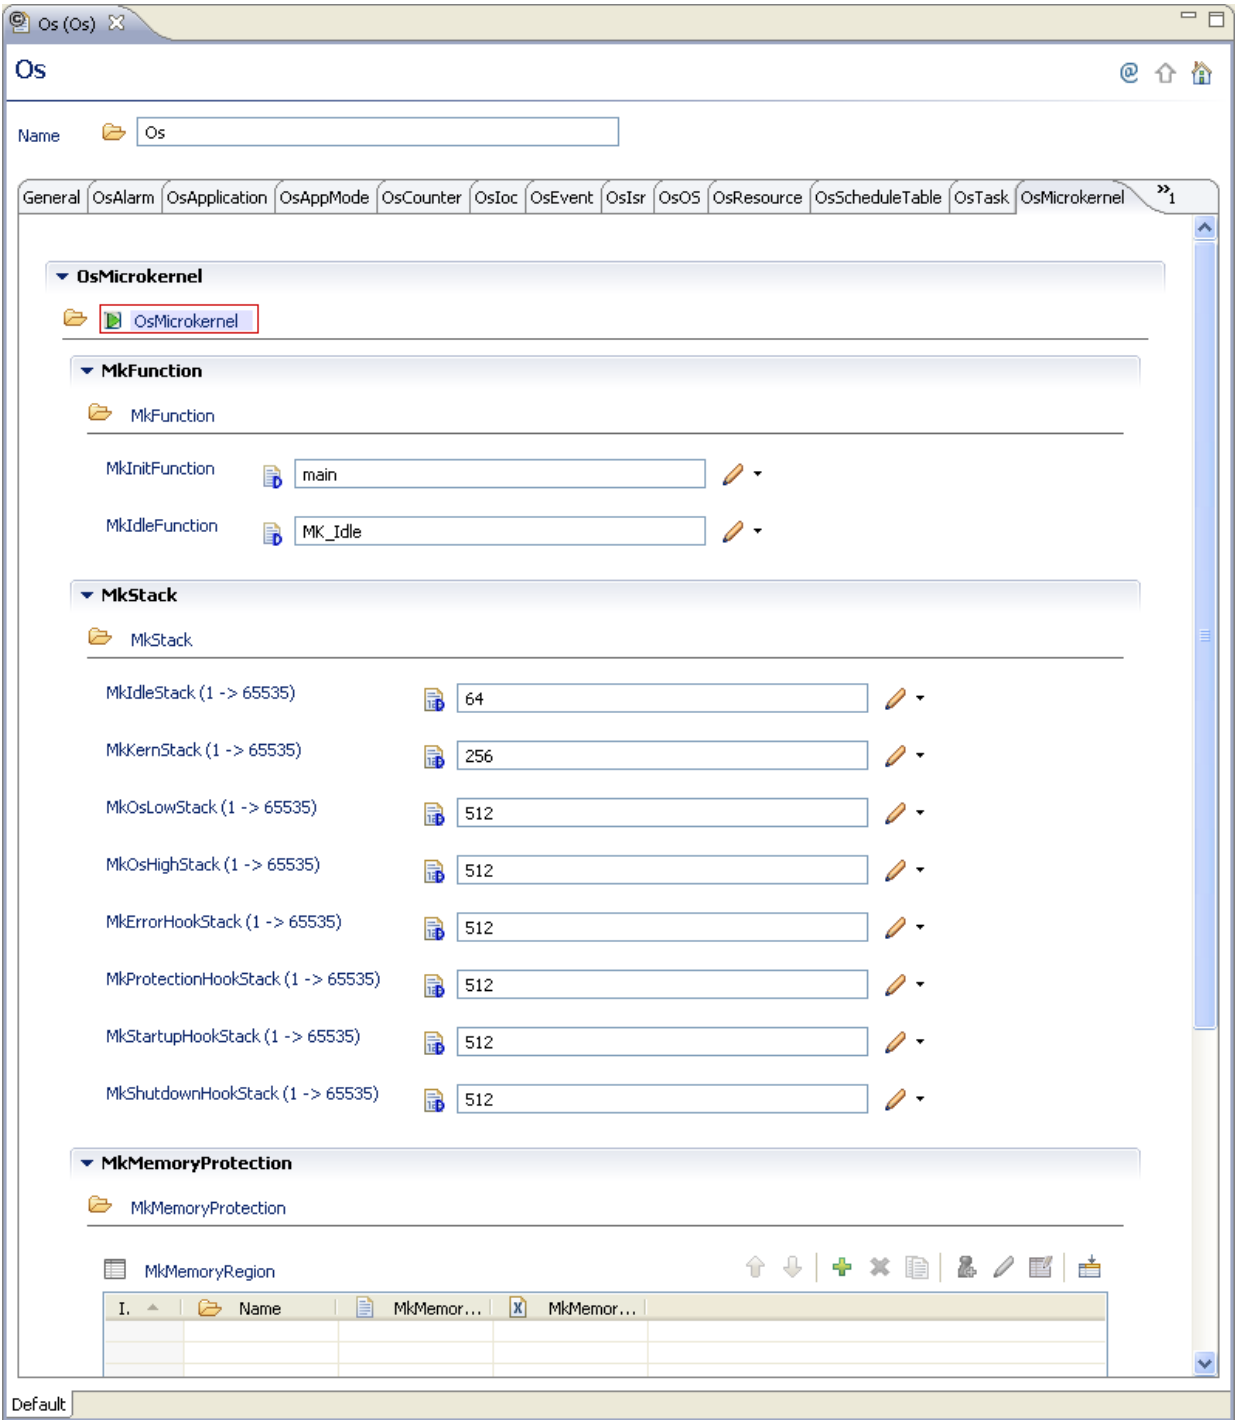 Os (Os)
Os
Name Os
General OsAlarm OsApplication OsAppMode OsCounter OsIoc OsEvent OsIsr OsOS OsResource OsScheduleTable OsTask OsMicrokernel »1
OsMicrokernel
OsMicrokernel
MkFunction
MkFunction
MkInitFunction main
MkIdleFunction MK_Idle
MkStack
MkStack
MkIdleStack (1 -> 65535) 64
MkKernStack (1 -> 65535) 256
MkOsLowStack (1 -> 65535) 512
MkOsHighStack (1 -> 65535) 512
MkErrorHookStack (1 -> 65535) 512
MkProtectionHookStack (1 -> 65535) 512
MkStartupHookStack (1 -> 65535) 512
MkShutdownHookStack (1 -> 65535) 512
MkMemoryProtection
MkMemoryProtection
MkMemoryRegion
I. Name MkMemor... MkMemor...
Default